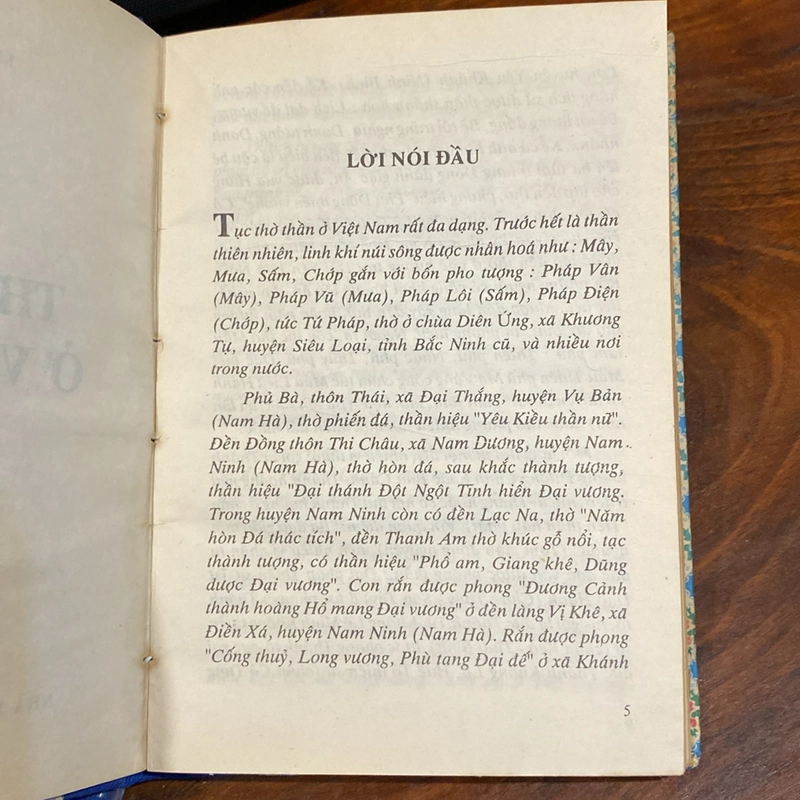 LỜI NÓI ĐẦU
Tục thờ thần ở Việt Nam rất đa dạng. Trước hết là thần
thiên nhiên, linh khí núi sông được nhân hoá như : Mây,
Mưa, Sấm, Chớp gắn với bốn pho tượng : Pháp Vân
(Mây), Pháp Vũ (Mưa), Pháp Lôi (Sấm), Pháp Điện
(Chớp), tức Tứ Pháp, thờ ở chùa Diên Ứng, xã Khương
Tự, huyện Siêu Loại, tỉnh Bắc Ninh cũ, và nhiều nơi
trong nước.
Phủ Bà, thôn Thái, xã Đại Thắng, huyện Vụ Bản
(Nam Hà), thờ phiến đá, thần hiệu "Yêu Kiều thần nữ".
Đền Đồng thôn Thi Châu, xã Nam Dương, huyện Nam
Ninh (Nam Hà), thờ hòn đá, sau khắc thành tượng,
thần hiệu "Đại thánh Đột Ngột Tĩnh hiển Đại vương.
Trong huyện Nam Ninh còn có đền Lạc Na, thờ "Năm
hòn Đá thác tích", đền Thanh Am thờ khúc gỗ nổi, tạc
thành tượng, có thần hiệu "Phổ am, Giang khê, Dũng
dược Đại vương". Con rắn được phong "Đương Cảnh
thành hoàng Hổ mang Đại vương" ở đền làng Vị Khê, xã
Điền Xá, huyện Nam Ninh (Nam Hà). Rắn được phong
"Cống thuỷ, Long vương, Phù tang Đại đế" ở xã Khánh
5
TH
Ở V